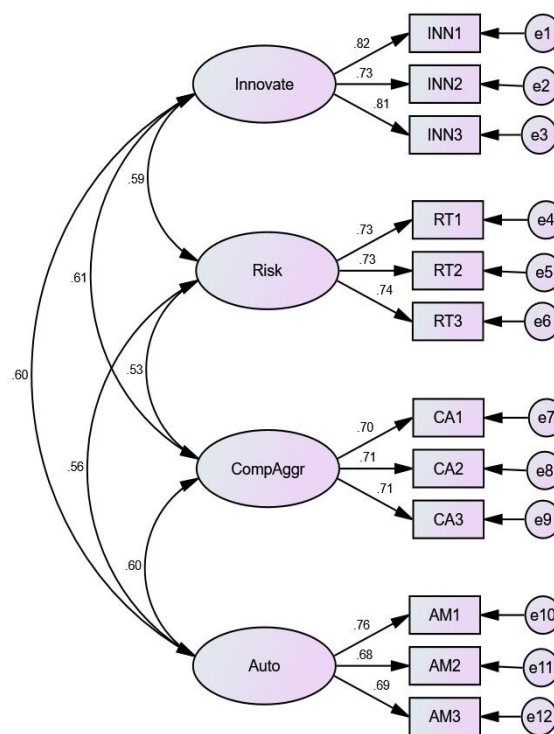 .82
INN1
e1
Innovate
.73
INN2
e2
.81
INN3
e3
.59
.73
RT1
e4
Risk
.73
RT2
e5
.74
RT3
e6
.61
.53
.60
.56
.70
CA1
e7
CompAggr
.71
CA2
e8
.71
CA3
e9
.60
.76
AM1
e10
Auto
.68
AM2
e11
.69
AM3
e12